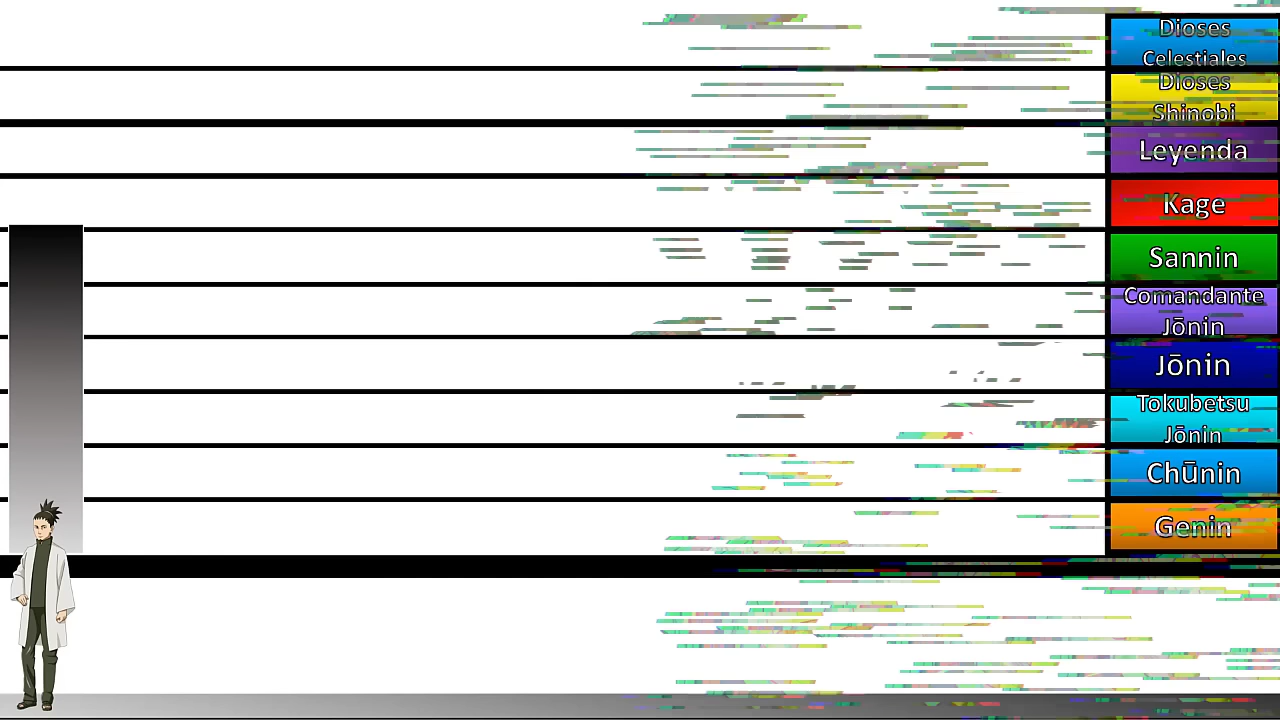 Dioses
Celestiales
Dioses
Shinobi
Leyenda
Kage
Sannin
Comandante
Jōnin
Jōnin
Tokubetsu
Jōnin
Chūnin
Genin